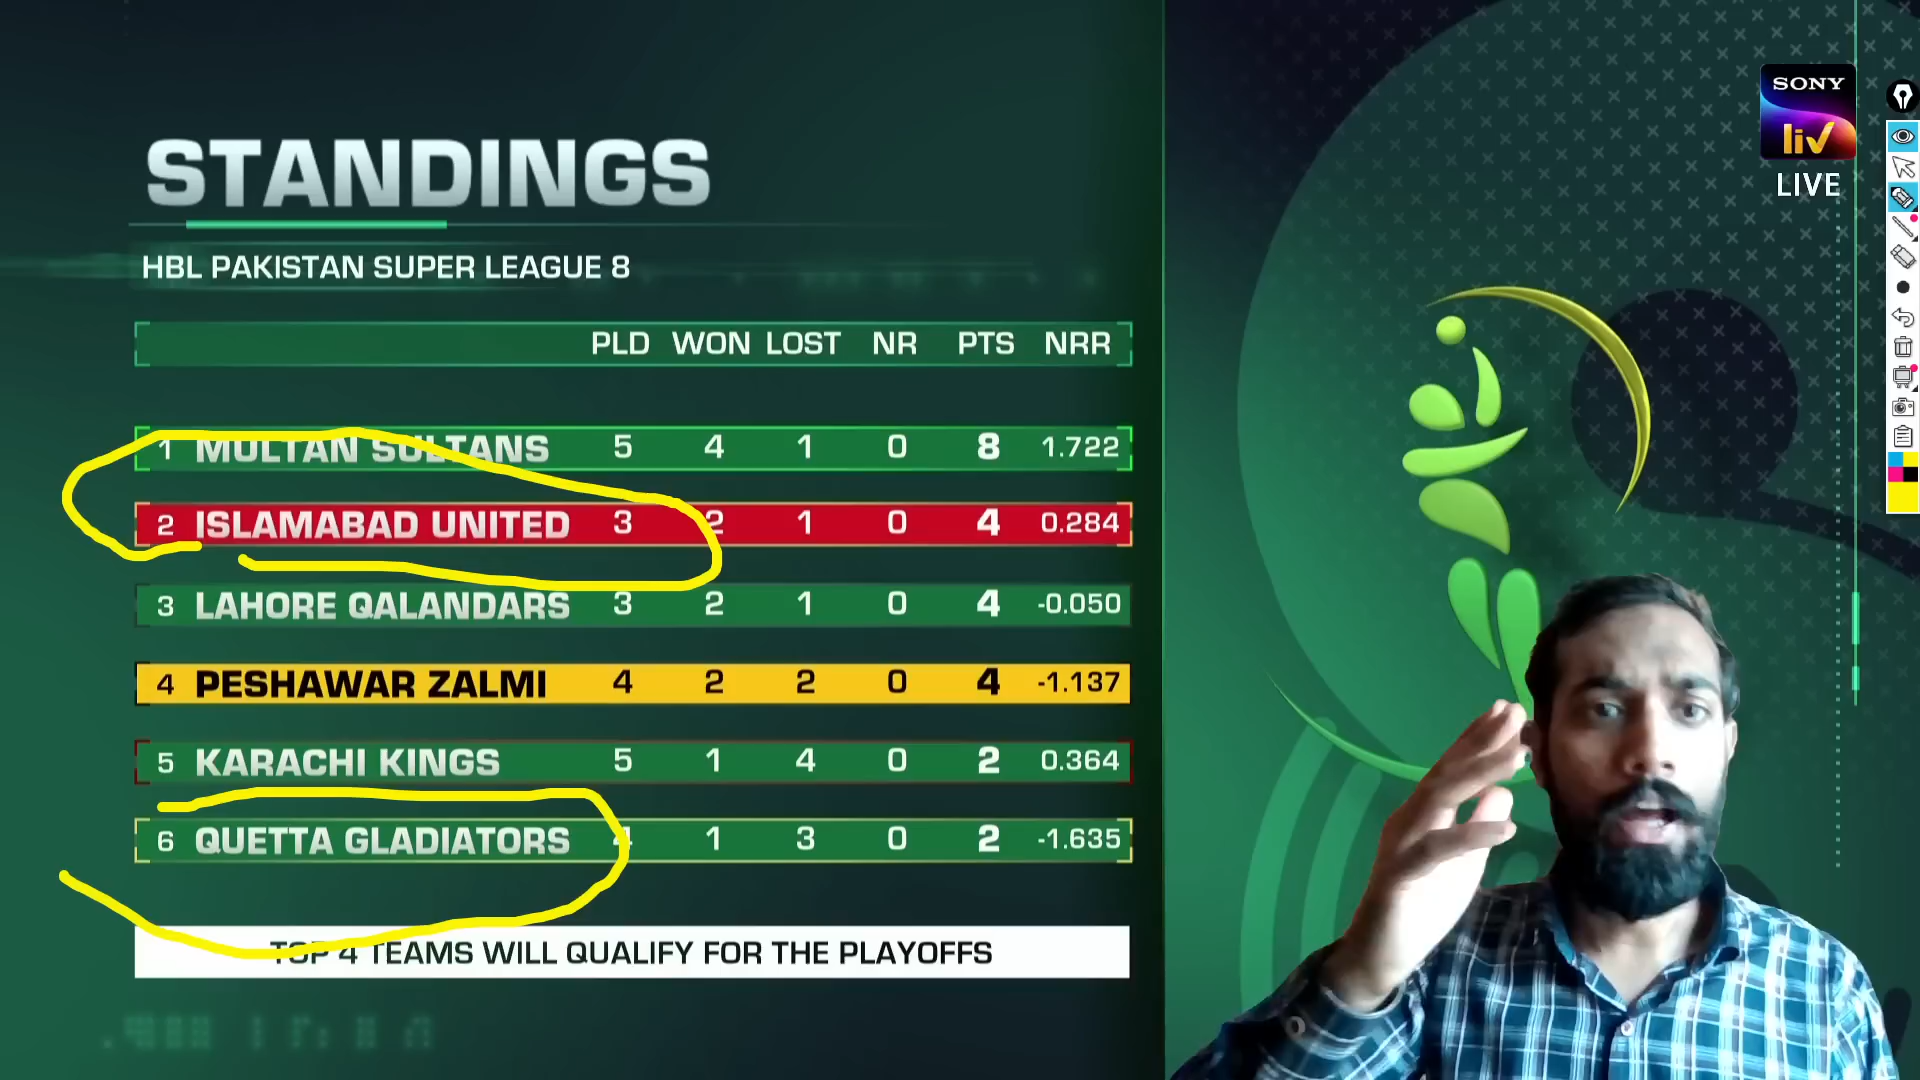 SONY
liv
LIVE
STANDINGS
HBL PAKISTAN SUPER LEAGUE 8
PLD WON LOST NR PTS NRR
1 MULTAN SULTANS 5 4 1 0 8 1.722
2 ISLAMABAD UNITED 3 2 1 0 4 0.284
3 LAHORE QALANDARS 3 2 1 0 4 -0.050
4 PESHAWAR ZALMI 4 2 2 0 4 -1.137
5 KARACHI KINGS 5 1 4 0 2 0.364
6 QUETTA GLADIATORS 4 1 3 0 2 -1.635
TOP 4 TEAMS WILL QUALIFY FOR THE PLAYOFFS